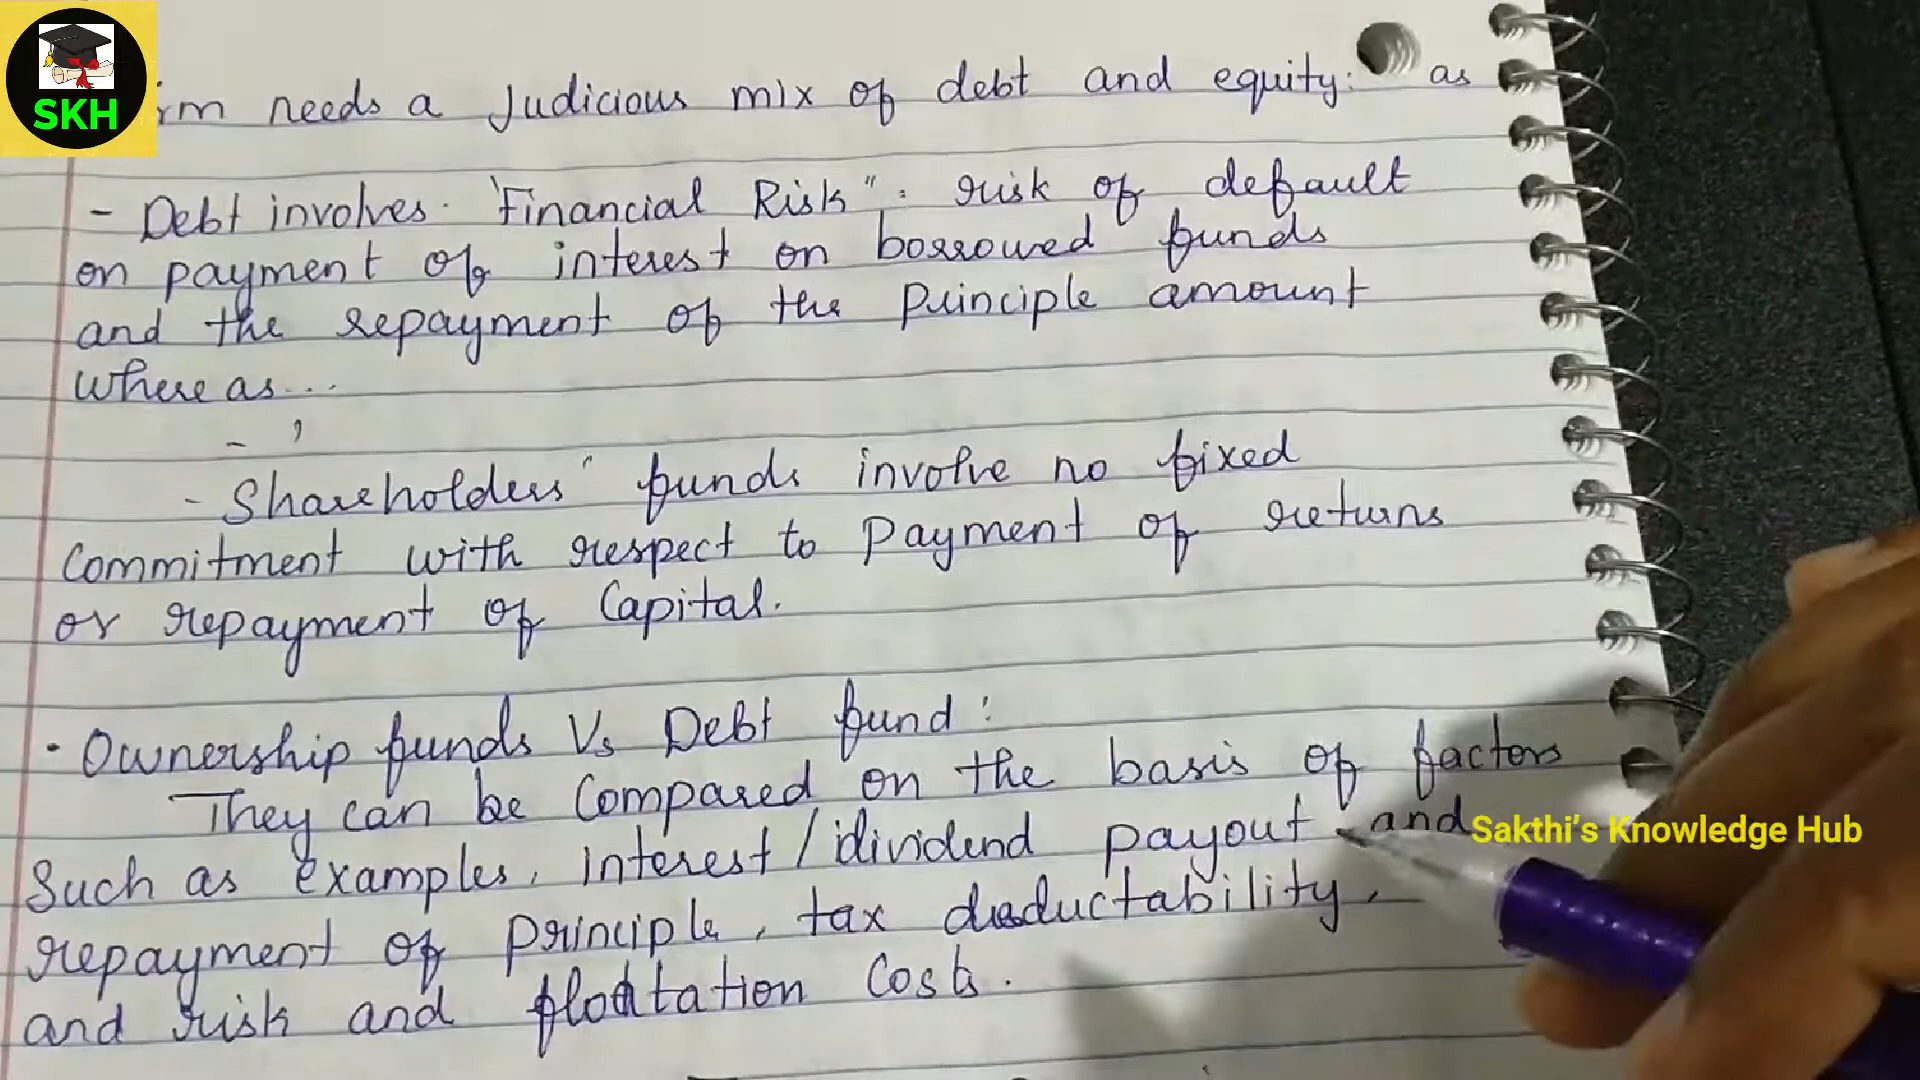 SKH
irm needs a Judicious mix of debt and equity: as
- Debt involves. 'Financial Risk": risk of default
on payment of interest on borrowed funds
and the repayment of the Principle amount
where as...
- Shareholders' funds involve no fixed
Commitment with respect to Payment of returns
or repayment of Capital.
· Ownership funds Vs Debt fund:
They can be Compared on the basis of factors
Such as examples, interest/dividend payout and
Sakthi's Knowledge Hub
repayment of Principle, tax deductability,
and risk and floatation Costs.